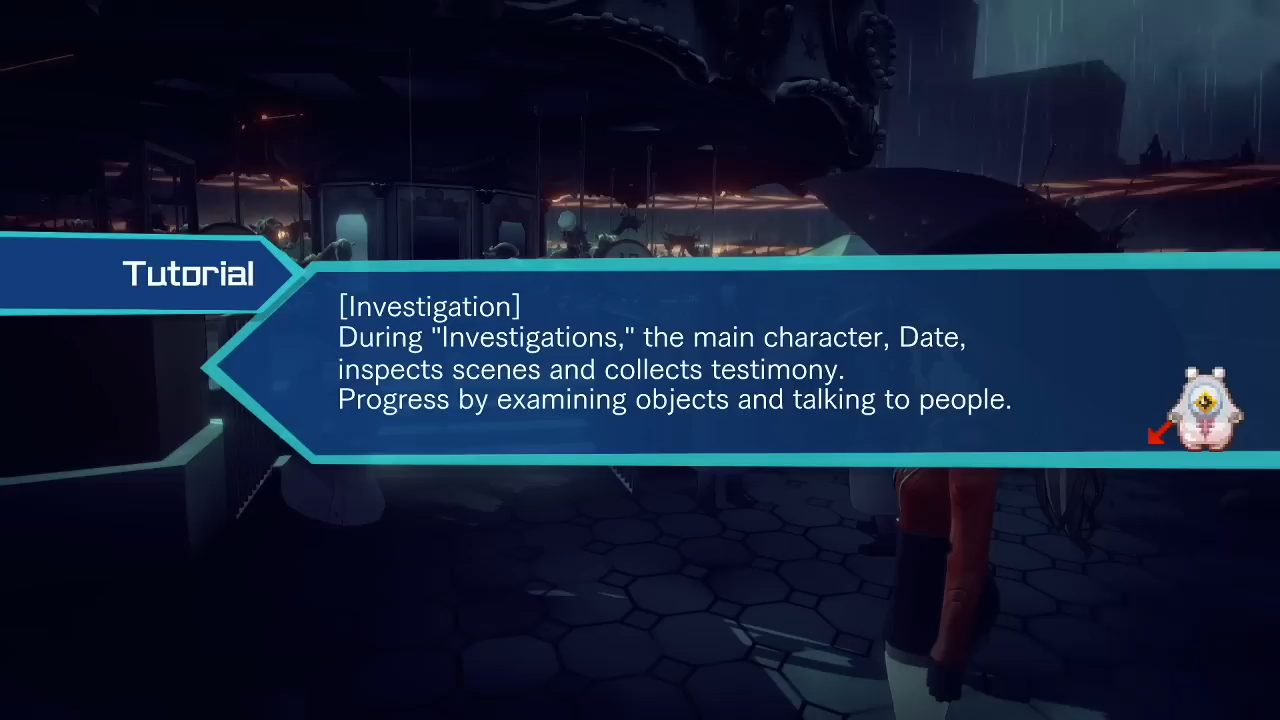 Tutorial
[Investigation]
During "Investigations," the main character, Date,
inspects scenes and collects testimony.
Progress by examining objects and talking to people.